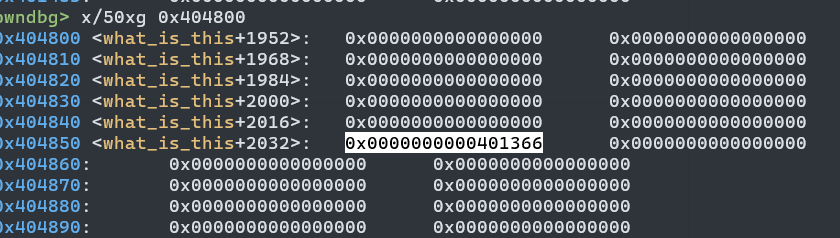 pwndbg> x/50xg 0x404800
0x404800 <what_is_this+1952>: 0x0000000000000000 0x0000000000000000
0x404810 <what_is_this+1968>: 0x0000000000000000 0x0000000000000000
0x404820 <what_is_this+1984>: 0x0000000000000000 0x0000000000000000
0x404830 <what_is_this+2000>: 0x0000000000000000 0x0000000000000000
0x404840 <what_is_this+2016>: 0x0000000000000000 0x0000000000000000
0x404850 <what_is_this+2032>: 0x0000000000401366 0x0000000000000000
0x404860: 0x0000000000000000 0x0000000000000000
0x404870: 0x0000000000000000 0x0000000000000000
0x404880: 0x0000000000000000 0x0000000000000000
0x404890: 0x0000000000000000 0x0000000000000000